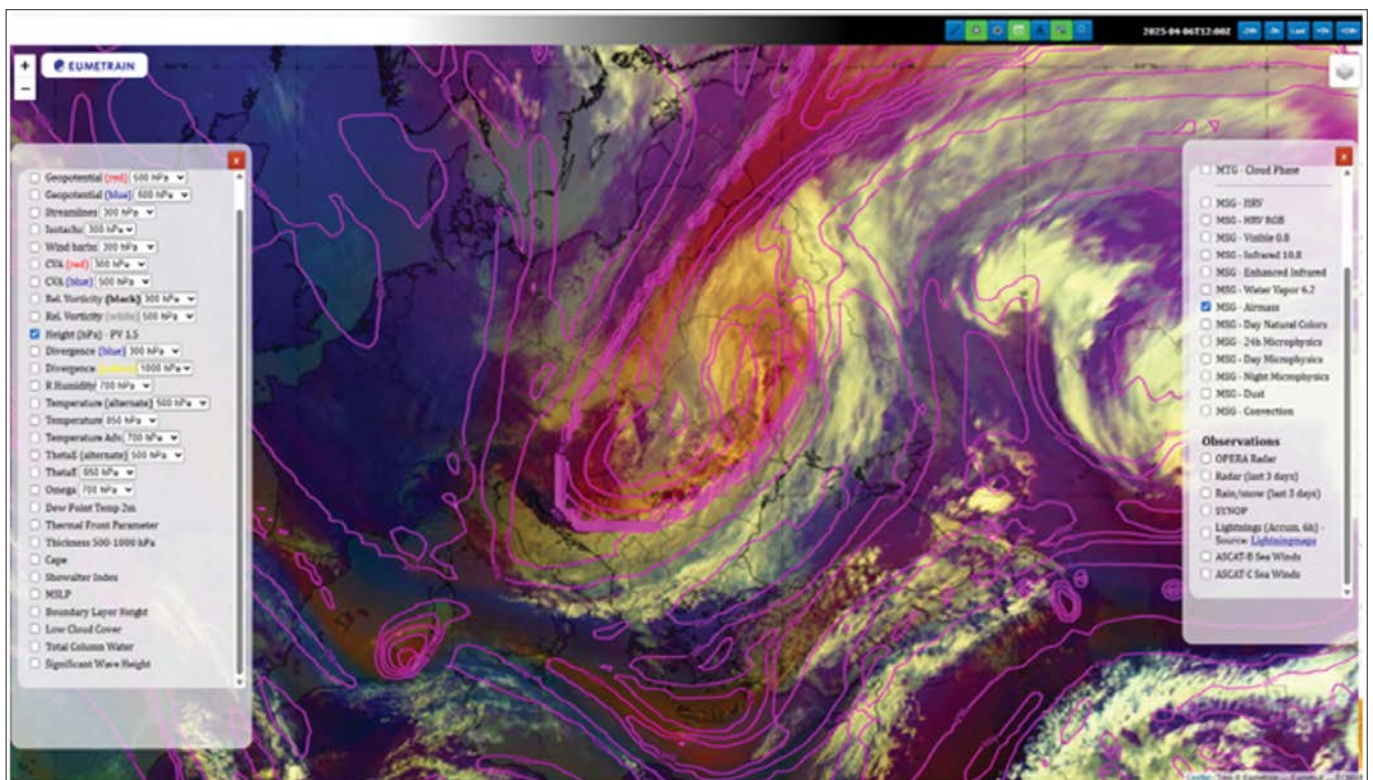 2025-04-06T12:00Z
Last
+
EUMETRAIN
−
x
Geopotential (red) 500 hPa
Geopotential (blue) 600 hPa
Streamlines 300 hPa
Isotachs 300 hPa
Wind barbs 300 hPa
CVA (red) 300 hPa
CVA (blue) 500 hPa
Rel. Vorticity (black) 300 hPa
Rel. Vorticity (white) 500 hPa
Height (hPa) - PV 1.5
Divergence (blue) 300 hPa
Divergence 1000 hPa
R.Humidity 700 hPa
Temperature (alternate) 500 hPa
Temperature 850 hPa
Temperature Adv. 700 hPa
ThetaE (alternate) 500 hPa
ThetaE 850 hPa
Omega 700 hPa
Dew Point Temp 2m
Thermal Front Parameter
Thickness 500-1000 hPa
Cape
Showalter Index
MSLP
Boundary Layer Height
Low Cloud Cover
Total Column Water
Significant Wave Height
x
MTG - Cloud Phase
MSG - HRV
MSG - HRV RGB
MSG - Visible 0.8
MSG - Infrared 10.8
MSG - Enhanced Infrared
MSG - Water Vapor 6.2
MSG - Airmass
MSG - Day Natural Colors
MSG - 24h Microphysics
MSG - Day Microphysics
MSG - Night Microphysics
MSG - Dust
MSG - Convection
Observations
OPERA Radar
Radar (last 3 days)
Rain/snow (last 3 days)
SYNOP
Lightnings (Accum. 6h) -
Source: Lightningmaps
ASCAT-B Sea Winds
ASCAT-C Sea Winds
Leaflet